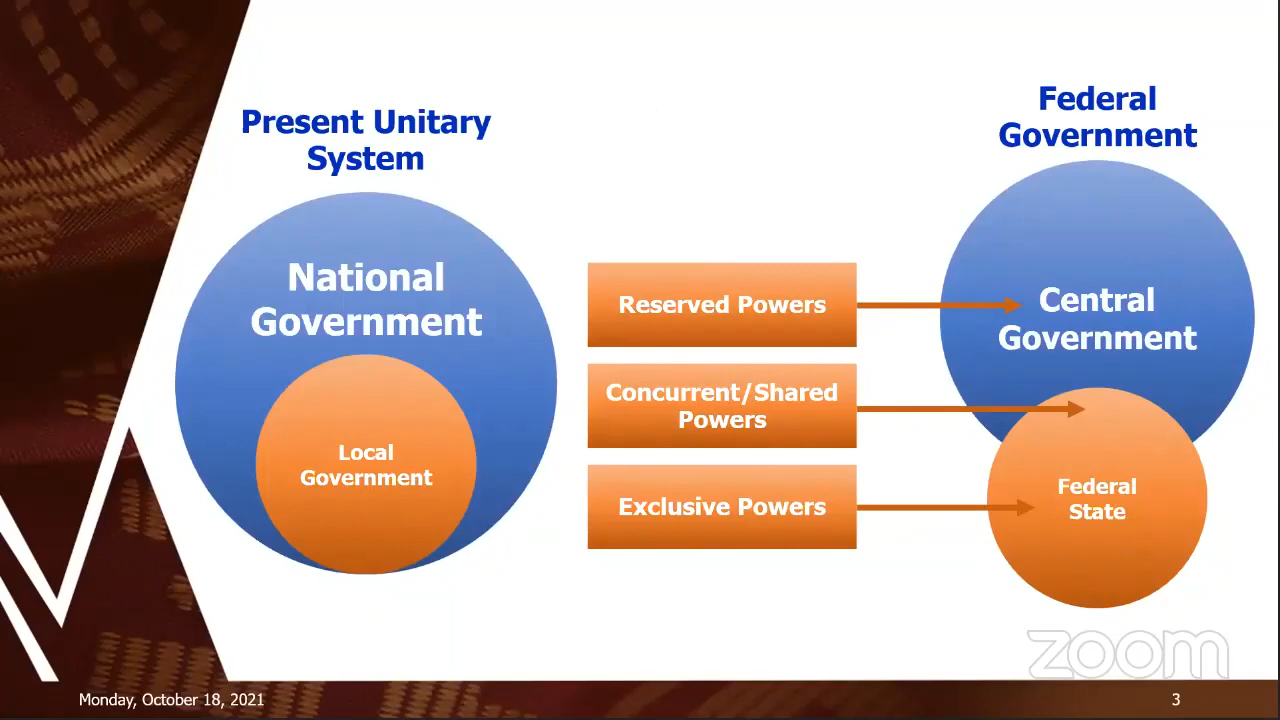 Present Unitary
System
National
Government
Local
Government
Reserved Powers
Concurrent/Shared
Powers
Exclusive Powers
Federal
Government
Central
Government
Federal
State
zoom
Monday, October 18, 2021
3